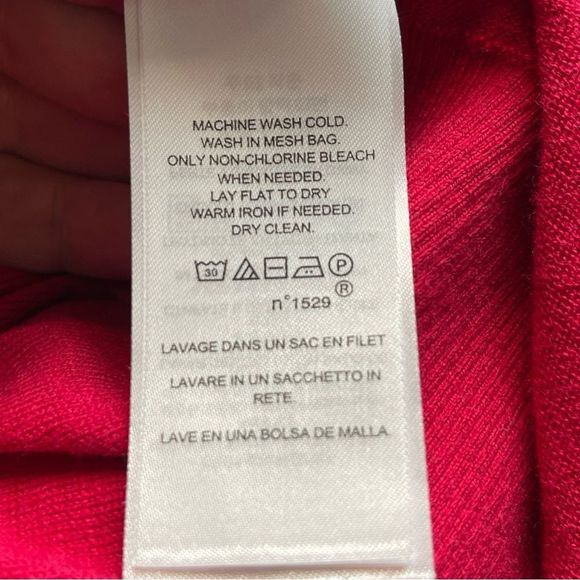 MACHINE WASH COLD.
WASH IN MESH BAG.
ONLY NON-CHLORINE BLEACH
WHEN NEEDED.
LAY FLAT TO DRY
WARM IRON IF NEEDED.
DRY CLEAN.
30 P
®
n°1529
LAVAGE DANS UN SAC EN FILET
LAVARE IN UN SACCHETTO IN
RETE.
LAVE EN UNA BOLSA DE MALLA.